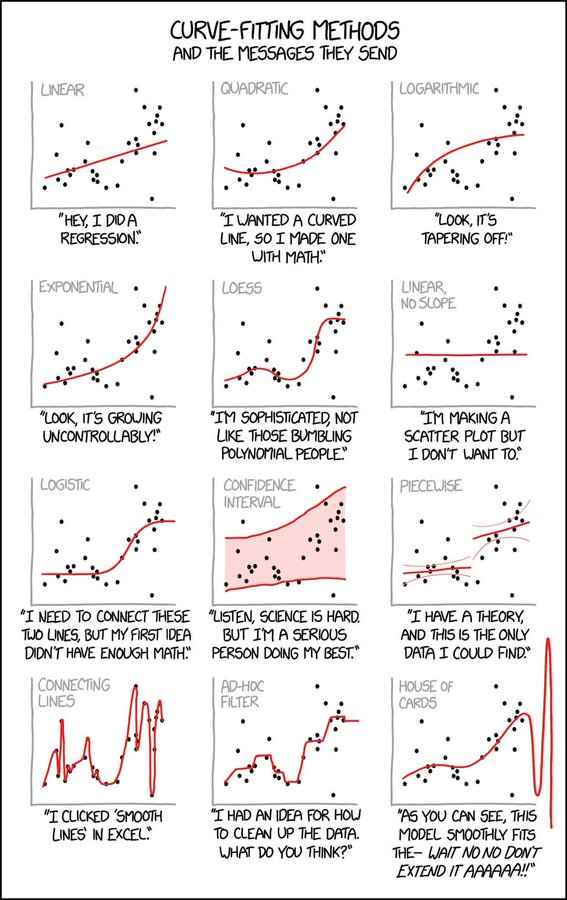 CURVE-FITTING METHODS
AND THE MESSAGES THEY SEND
LINEAR
"HEY, I DID A
REGRESSION."
QUADRATIC
"I WANTED A CURVED
LINE, SO I MADE ONE
WITH MATH."
LOGARITHMIC
"LOOK, IT'S
TAPERING OFF!"
EXPONENTIAL
"LOOK, IT'S GROWING
UNCONTROLLABLY!"
LOESS
"I'M SOPHISTICATED, NOT
LIKE THOSE BUMBLING
POLYNOMIAL PEOPLE."
LINEAR,
NO SLOPE
"I'M MAKING A
SCATTER PLOT BUT
I DON'T WANT TO."
LOGISTIC
"I NEED TO CONNECT THESE
TWO LINES, BUT MY FIRST IDEA
DIDN'T HAVE ENOUGH MATH."
CONFIDENCE
INTERVAL
"LISTEN, SCIENCE IS HARD.
BUT I'M A SERIOUS
PERSON DOING MY BEST."
PIECEWISE
"I HAVE A THEORY,
AND THIS IS THE ONLY
DATA I COULD FIND."
CONNECTING
LINES
"I CLICKED 'SMOOTH
LINES' IN EXCEL."
AD-HOC
FILTER
"I HAD AN IDEA FOR HOW
TO CLEAN UP THE DATA.
WHAT DO YOU THINK?"
HOUSE OF
CARDS
"AS YOU CAN SEE, THIS
MODEL SMOOTHLY FITS
THE- WAIT NO NO DON'T
EXTEND IT AAAAAA!!"